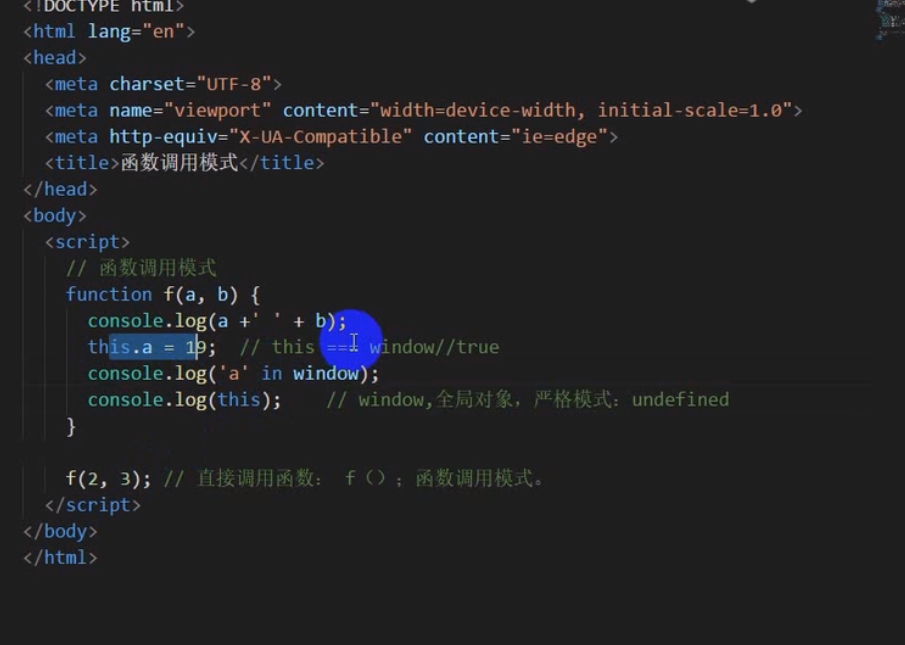 <!DOCTYPE html>
<html lang="en">
<head>
<meta charset="UTF-8">
<meta name="viewport" content="width=device-width, initial-scale=1.0">
<meta http-equiv="X-UA-Compatible" content="ie=edge">
<title>函数调用模式</title>
</head>
<body>
<script>
// 函数调用模式
function f(a, b) {
console.log(a +' ' + b);
this.a = 19;  // this === window//true
console.log('a' in window);
console.log(this);    // window,全局对象，严格模式：undefined
}
f(2, 3); // 直接调用函数： f（）；函数调用模式。
</script>
</body>
</html>